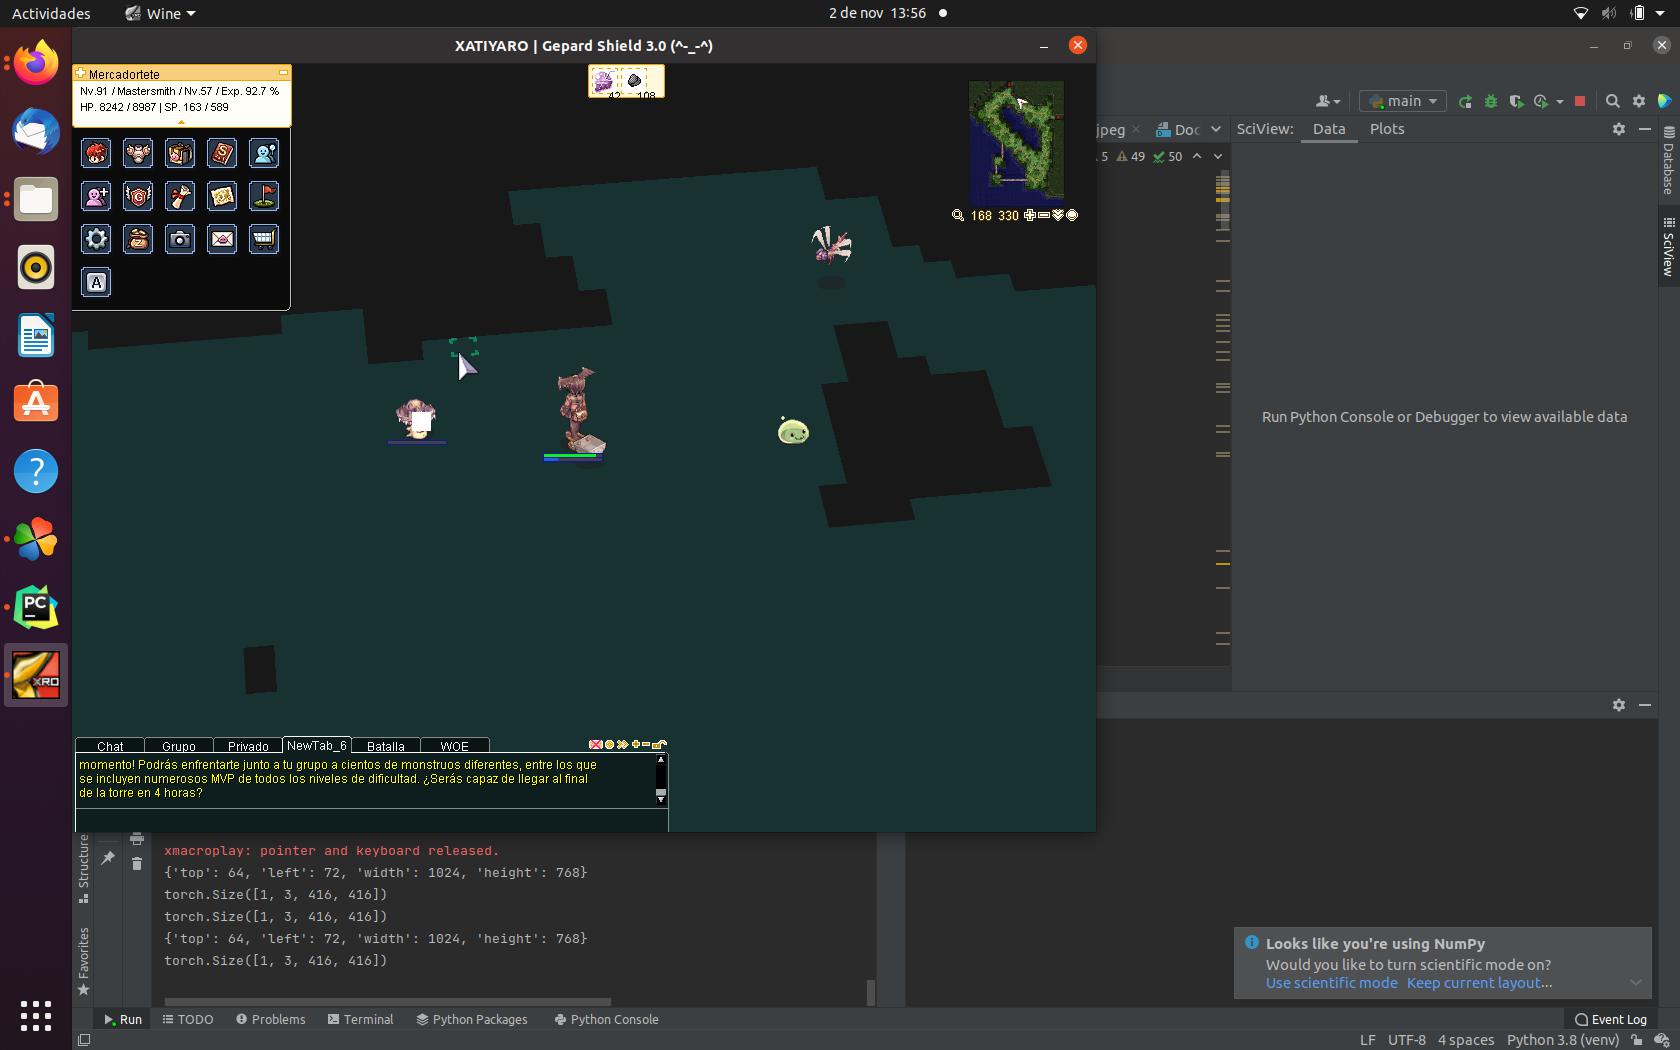 Actividades
Wine
2 de nov 13:56
XATIYARO | Gepard Shield 3.0 (^-_-^)
Mercadortete
Nv.91 / Mastersmith / Nv.57 / Exp. 92.7 %
HP. 8242 / 8987 | SP. 163 / 589
42 108
A
168 330
main
jpeg
Doc
SciView:
Data
Plots
5
49
50
Database
SciView
Run Python Console or Debugger to view available data
PC
XRO
Chat
Grupo
Privado
NewTab_6
Batalla
WOE
momento! Podrás enfrentarte junto a tu grupo a cientos de monstruos diferentes, entre los que
se incluyen numerosos MVP de todos los niveles de dificultad. ¿Serás capaz de llegar al final
de la torre en 4 horas?
Structure
Favorites
xmacroplay: pointer and keyboard released.
{'top': 64, 'left': 72, 'width': 1024, 'height': 768}
torch.Size([1, 3, 416, 416])
torch.Size([1, 3, 416, 416])
{'top': 64, 'left': 72, 'width': 1024, 'height': 768}
torch.Size([1, 3, 416, 416])
Looks like you're using NumPy
Would you like to turn scientific mode on?
Use scientific mode
Keep current layout...
Run
TODO
Problems
Terminal
Python Packages
Python Console
Event Log
LF
UTF-8
4 spaces
Python 3.8 (venv)